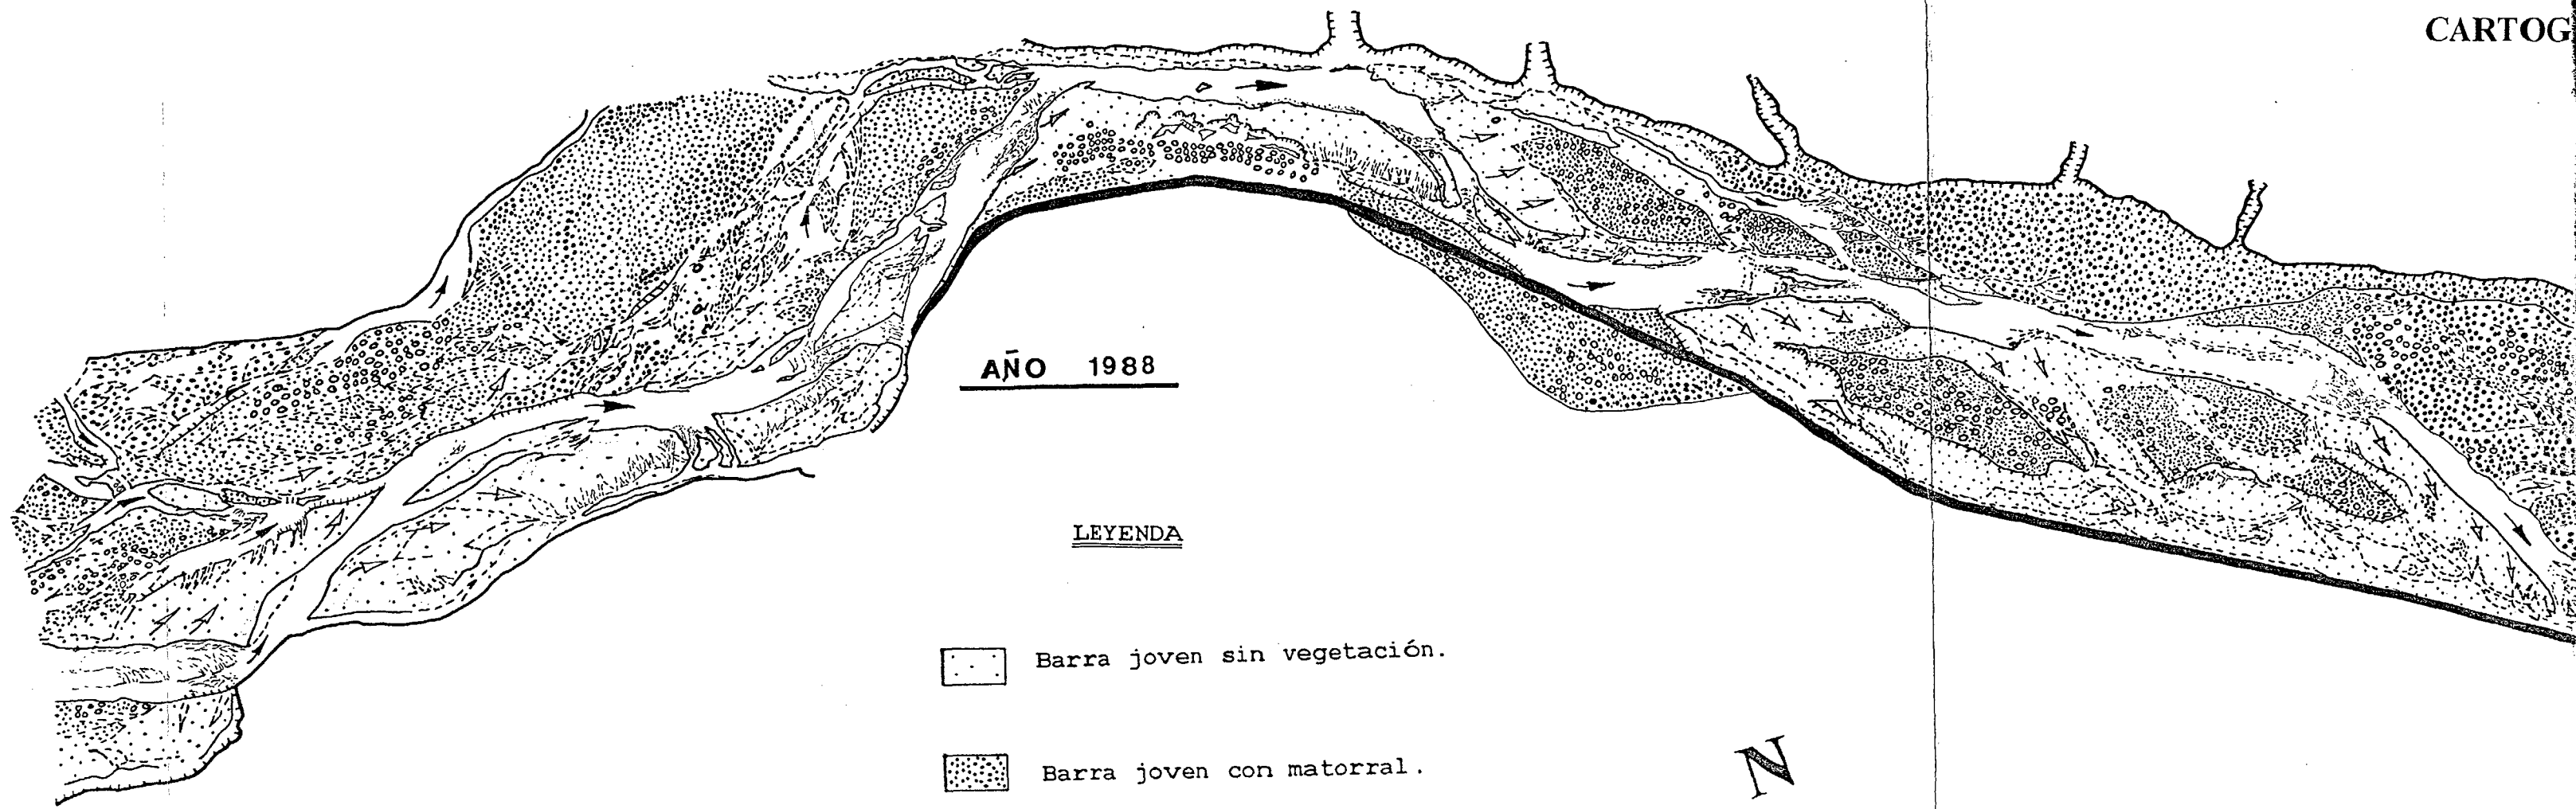 CARTOG
AÑO 1988
LEYENDA
Barra joven sin vegetación.
Barra joven con matorral.
N